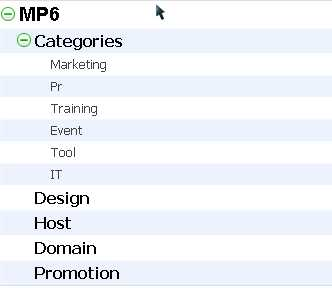 MP6
Categories
Marketing
Pr
Training
Event
Tool
IT
Design
Host
Domain
Promotion